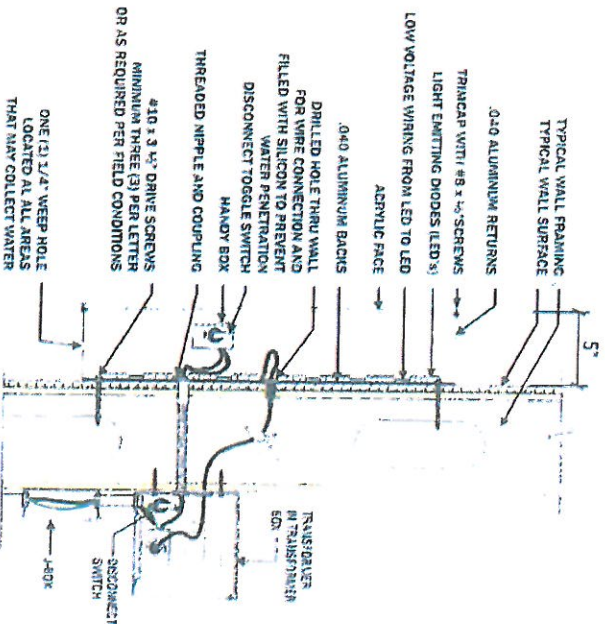 5"
TYPICAL WALL FRAMING
TYPICAL WALL SURFACE
.040 ALUMINUM RETURNS
TRIMCAP WITH #8 x ½" SCREWS
LIGHT EMITTING DIODES (LED's)
LOW VOLTAGE WIRING FROM LED TO LED
ACRYLIC FACE
.040 ALUMINUM BACKS
DRILLED HOLE THRU WALL
FOR WIRE CONNECTION AND
FILLED WITH SILICON TO PREVENT
WATER PENETRATION
DISCONNECT TOGGLE SWITCH
HANDY BOX
THREADED NIPPLE AND COUPLING
#10 x 3 ½" DRIVE SCREWS
MINIMUM THREE (3) PER LETTER
OR AS REQUIRED PER FIELD CONDITIONS
ONE (1) 1/4" WEEP HOLE
LOCATED AL ALL AREAS
THAT MAY COLLECT WATER
TRANSFORMER
IN TRANSFORMER
BOX
DISCONNECT
SWITCH
J-BOX